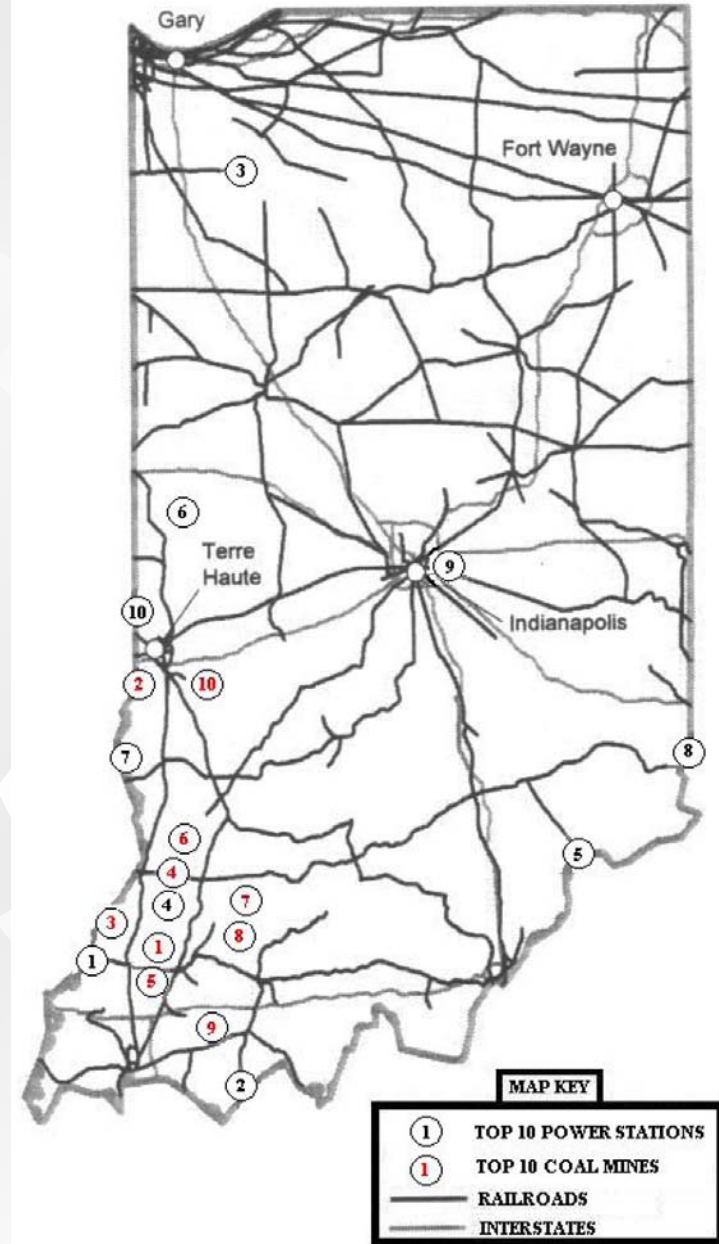 Gary
Fort Wayne
3
6
Terre
Haute
9
10
Indianapolis
2
10
7
8
6
5
4
4
7
3
8
1
1
5
9
2
MAP KEY
1 TOP 10 POWER STATIONS
1 TOP 10 COAL MINES
RAILROADS
INTERSTATES